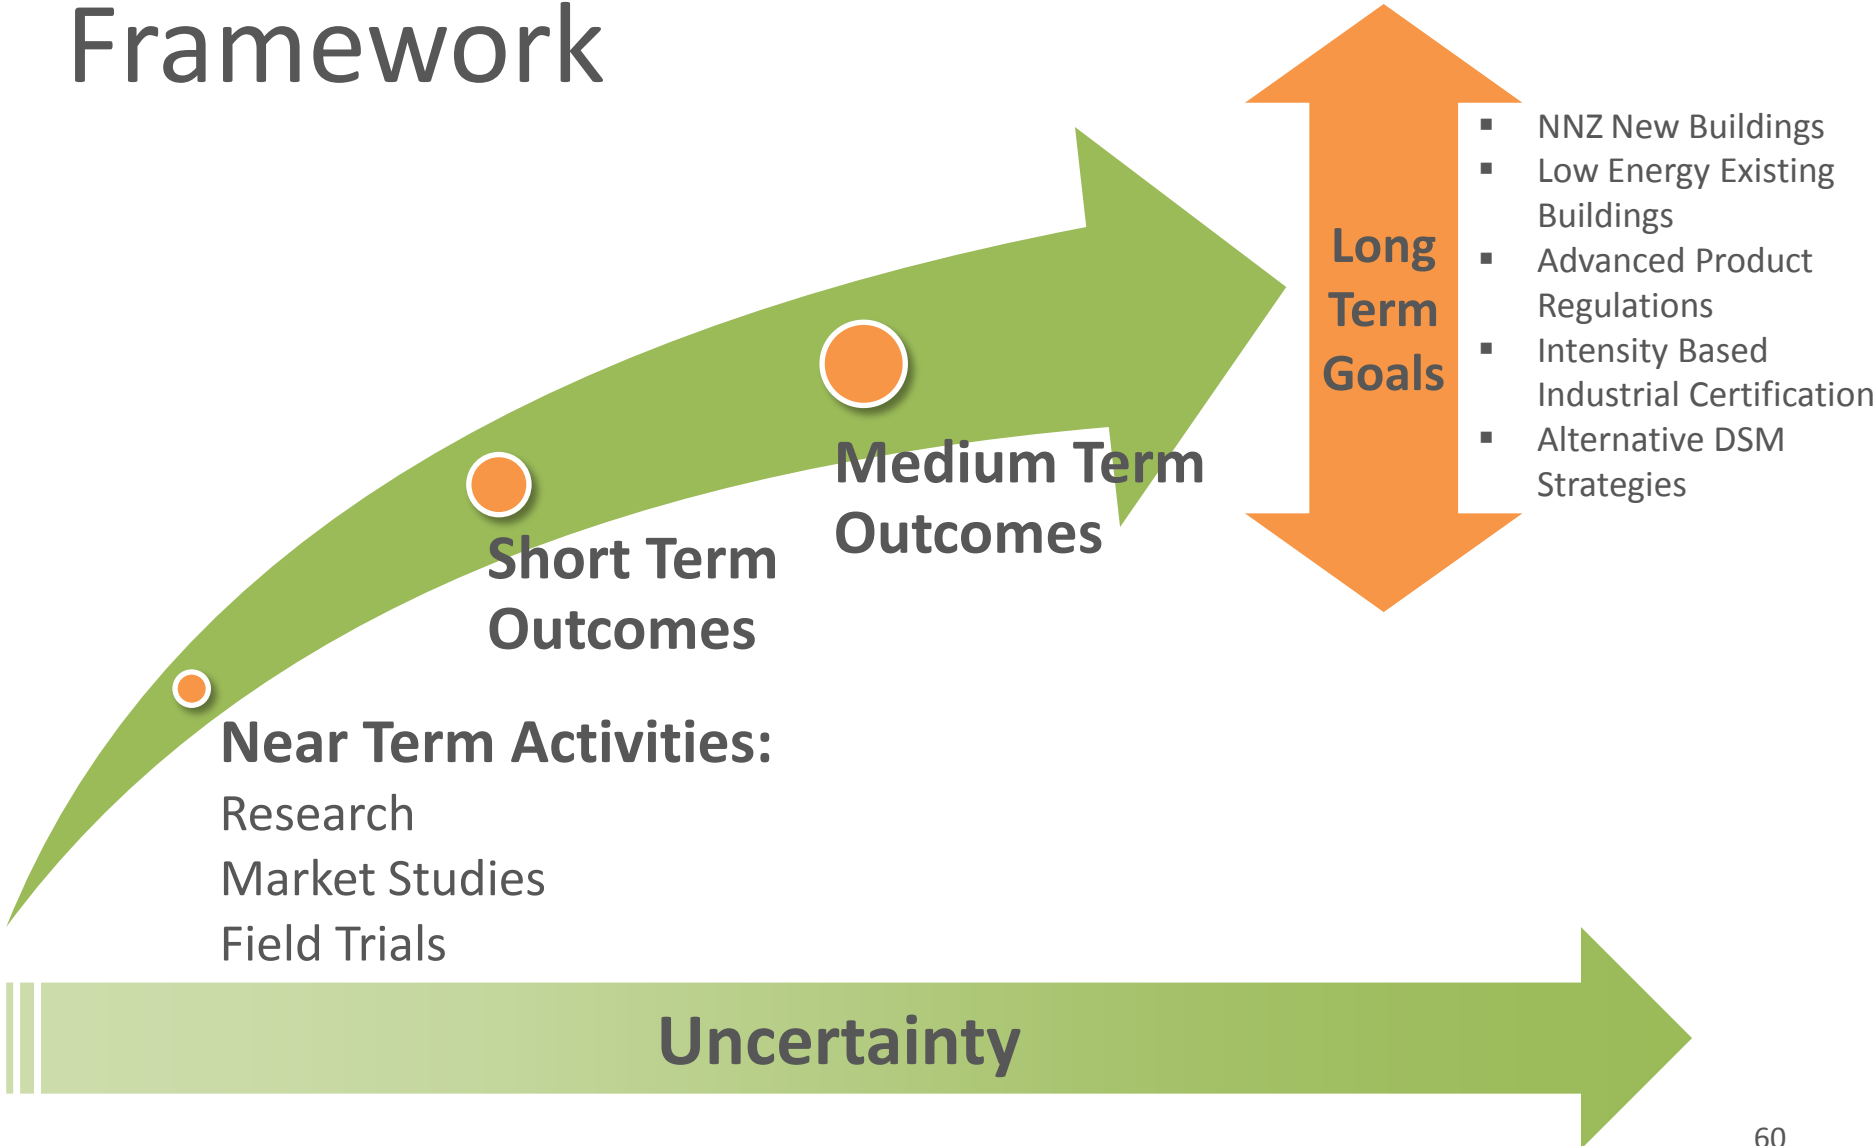 Framework
Long
Term
Goals
NNZ New Buildings
Low Energy Existing
Buildings
Advanced Product
Regulations
Intensity Based
Industrial Certification
Alternative DSM
Strategies
Medium Term
Outcomes
Short Term
Outcomes
Near Term Activities:
Research
Market Studies
Field Trials
Uncertainty
60